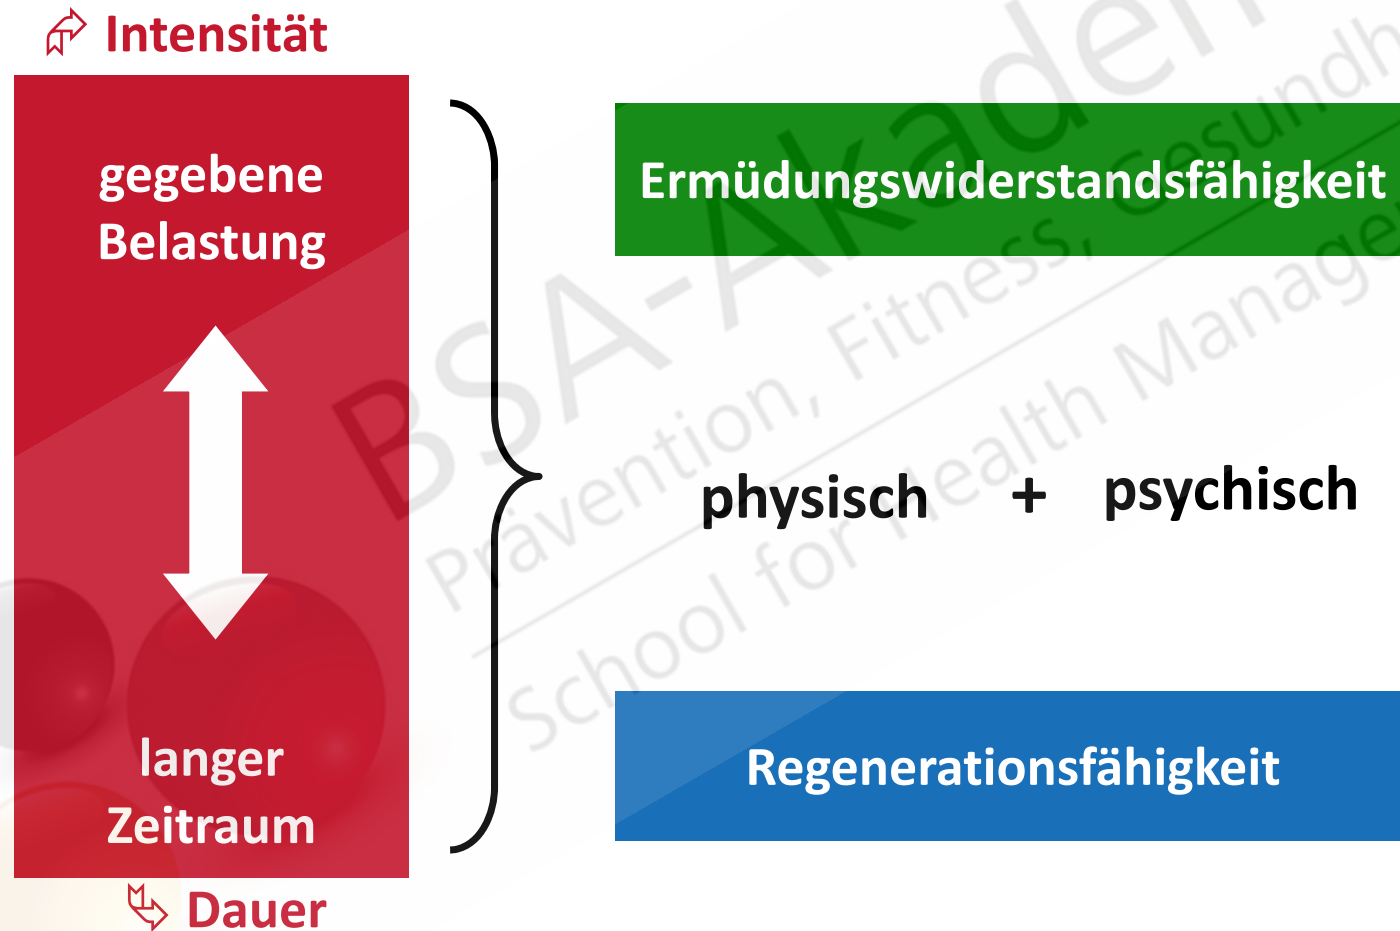 Intensität
gegebene
Belastung
langer
Zeitraum
Dauer
Ermüdungswiderstandsfähigkeit
physisch + psychisch
Regenerationsfähigkeit
BSA-Akadem
Prävention, Fitness, Gesundh
School for Health Manage